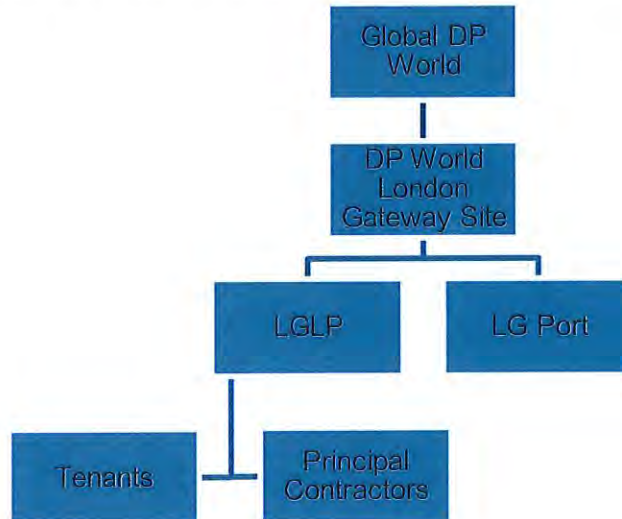 Global DP
World
DP World
London
Gateway Site
LGLP
LG Port
Tenants
Principal
Contractors